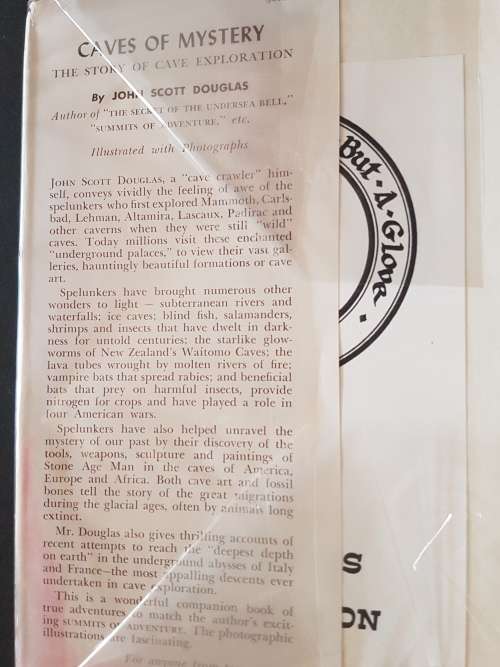 CAVES OF MYSTERY
THE STORY OF CAVE EXPLORATION
By JOHN SCOTT DOUGLAS
Author of "THE SECRET OF THE UNDERSEA BELL,"
"SUMMITS OF ADVENTURE," etc.
Illustrated with Photographs
JOHN SCOTT DOUGLAS, a "cave crawler" him-
self, conveys vividly the feeling of awe of the
spelunkers who first explored Mammoth, Carls-
bad, Lehman, Altamira, Lascaux, Padirac and
other caverns when they were still "wild"
caves. Today millions visit these enchanted
"underground palaces," to view their vast gal-
leries, hauntingly beautiful formations or cave
art.
Spelunkers have brought numerous other
wonders to light — subterranean rivers and
waterfalls; ice caves; blind fish, salamanders,
shrimps and insects that have dwelt in dark-
ness for untold centuries; the starlike glow-
worms of New Zealand's Waitomo Caves; the
lava tubes wrought by molten rivers of fire;
vampire bats that spread rabies; and beneficial
bats that prey on harmful insects, provide
nitrogen for crops and have played a role in
four American wars.
Spelunkers have also helped unravel the
mystery of our past by their discovery of the
tools, weapons, sculpture and paintings of
Stone Age Man in the caves of America,
Europe and Africa. Both cave art and fossil
bones tell the story of the great migrations
during the glacial ages, often by animals long
extinct.
Mr. Douglas also gives thrilling accounts of
recent attempts to reach the "deepest depth
on earth" in the underground abysses of Italy
and France—the most appalling descents ever
undertaken in cave exploration.
This is a wonderful companion book of
true adventures to match the author's excit-
ing SUMMITS OF ADVENTURE. The photographic
illustrations are fascinating.
For anyone from
But·A·Glover·
S
ON